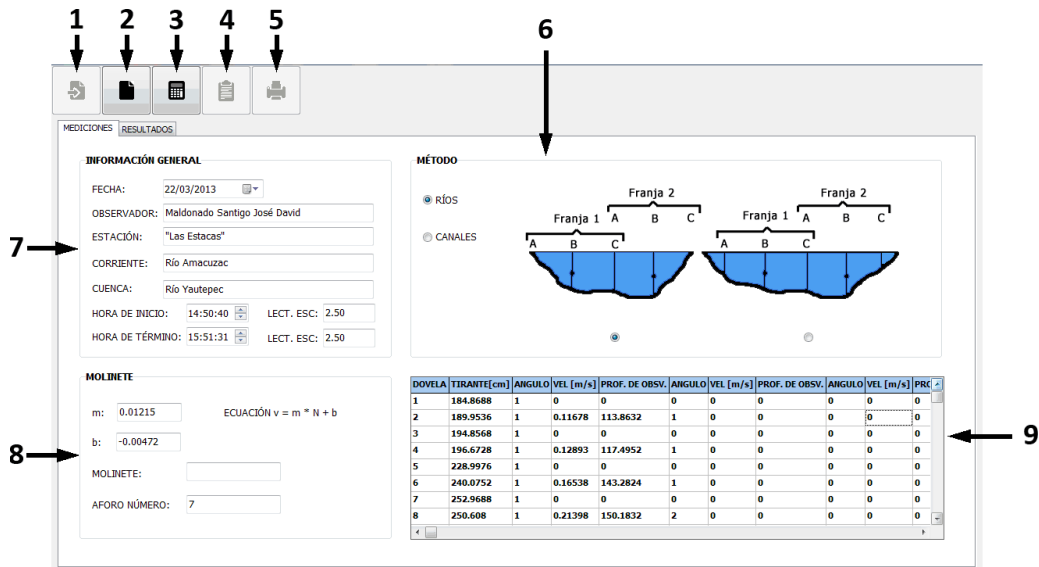 1 2 3 4 5 6
MEDICIONES RESULTADOS
INFORMACIÓN GENERAL
FECHA: 22/03/2013
OBSERVADOR: Maldonado Santigo José David
ESTACIÓN: "Las Estacas"
CORRIENTE: Río Amacuzac
CUENCA: Río Yautepec
HORA DE INICIO: 14:50:40 LECT. ESC: 2.50
HORA DE TÉRMINO: 15:51:31 LECT. ESC: 2.50
7
MÉTODO
RÍOS
CANALES
Franja 2 Franja 2
Franja 1 A B C Franja 1 A B C
A B C A B C
MOLINETE
m: 0.01215 ECUACIÓN v = m * N + b
b: -0.00472
MOLINETE:
AFORO NÚMERO: 7
8
DOVELA TIRANTE[cm] ANGULO VEL [m/s] PROF. DE OBSV. ANGULO VEL [m/s] PROF. DE OBSV. ANGULO VEL [m/s] PRO
1 184.8688 1 0 0 0 0 0 0 0 0
2 189.9536 1 0.11678 113.8632 1 0 0 0 0 0
3 194.8568 1 0 0 0 0 0 0 0 0
4 196.6728 1 0.12893 117.4952 1 0 0 0 0 0
5 228.9976 1 0 0 0 0 0 0 0 0
6 240.0752 1 0.16538 143.2824 1 0 0 0 0 0
7 252.9688 1 0 0 0 0 0 0 0 0
8 250.608 1 0.21398 150.1832 2 0 0 0 0 0
9